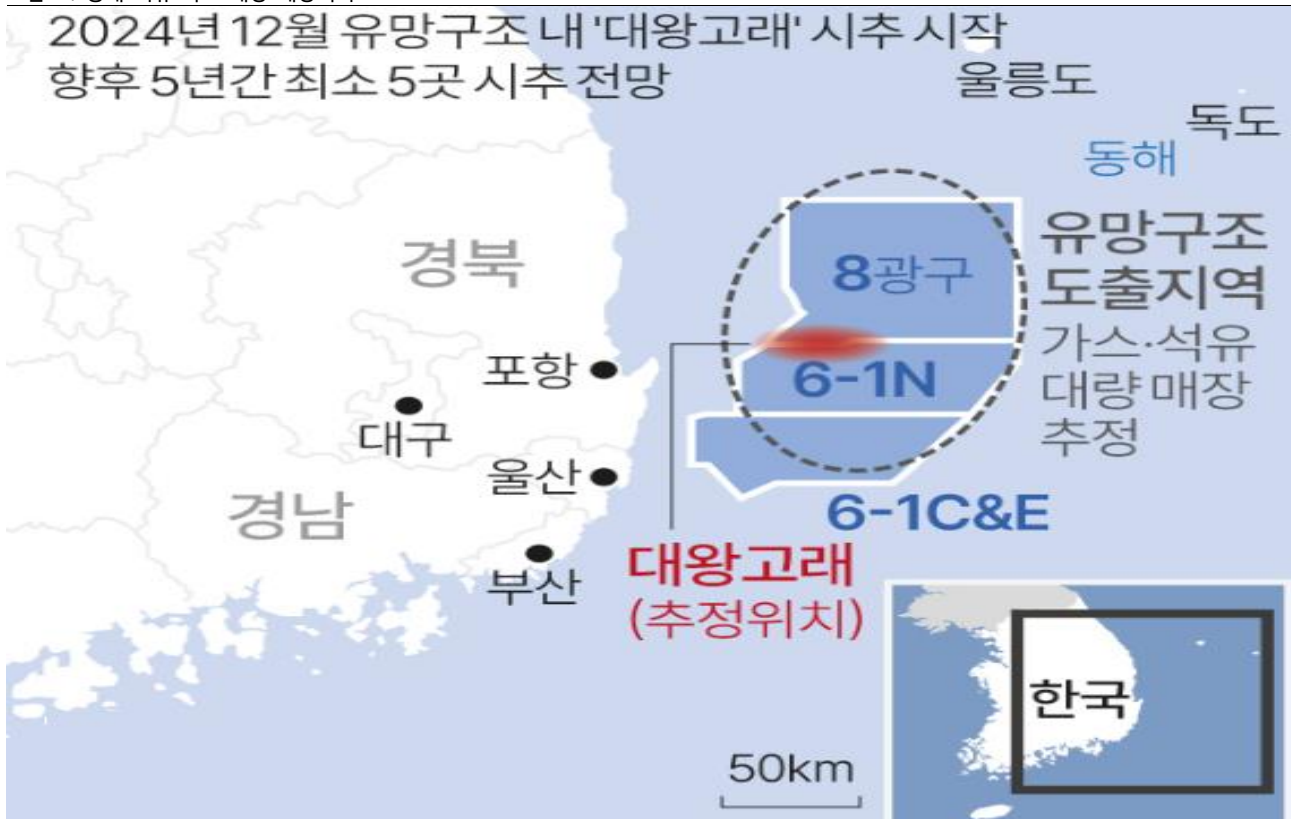 2024년 12월 유망구조 내 '대왕고래' 시추 시작
향후 5년간 최소 5곳 시추 전망
울릉도
독도
동해
유망구조
도출지역
가스·석유
대량 매장
추정
경북
8광구
포항
6-1N
대구
울산
경남
6-1C&E
부산
대왕고래
(추정위치)
한국
50km